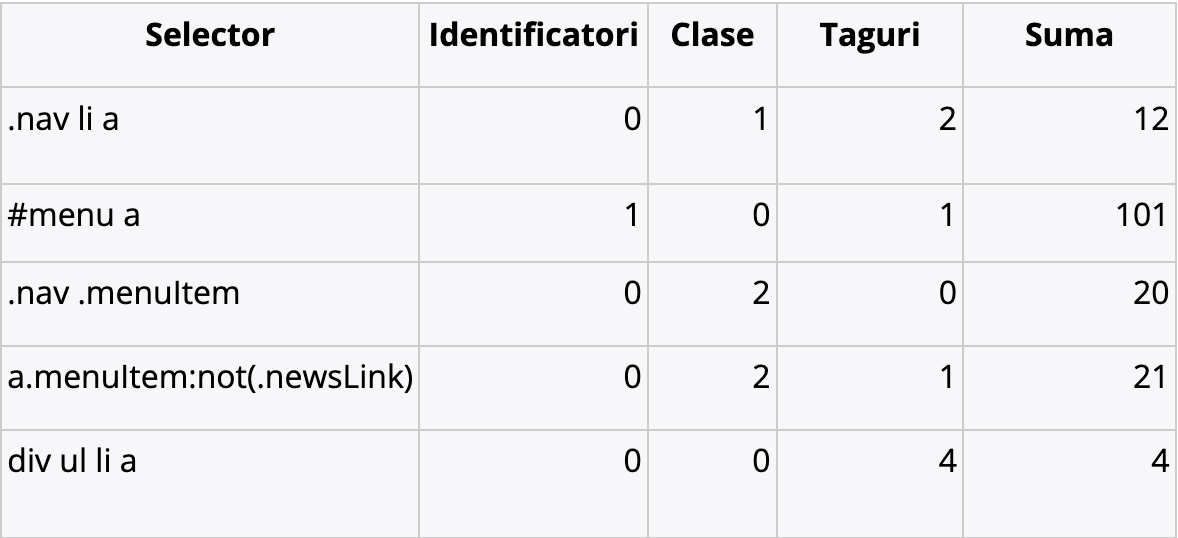 Selector Identificatori Clase Taguri Suma
.nav li a 0 1 2 12
#menu a 1 0 1 101
.nav .menuItem 0 2 0 20
a.menuItem:not(.newsLink) 0 2 1 21
div ul li a 0 0 4 4